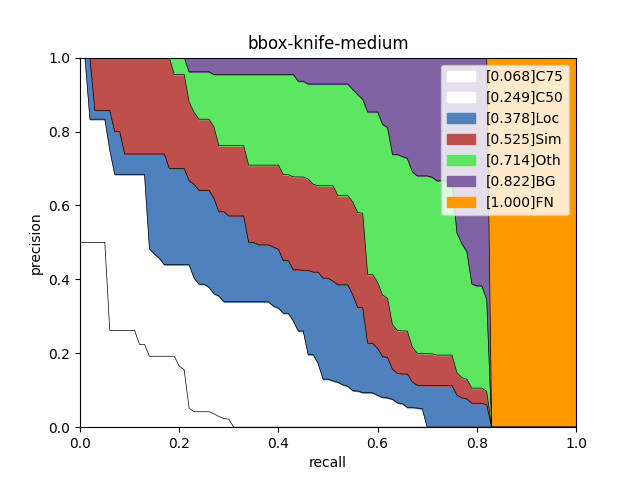 bbox-knife-medium
1.0
0.8
0.6
0.4
0.2
0.0
precision
[0.068]C75
[0.249]C50
[0.378]Loc
[0.525]Sim
[0.714]Oth
[0.822]BG
[1.000]FN
0.0 0.2 0.4 0.6 0.8 1.0
recall